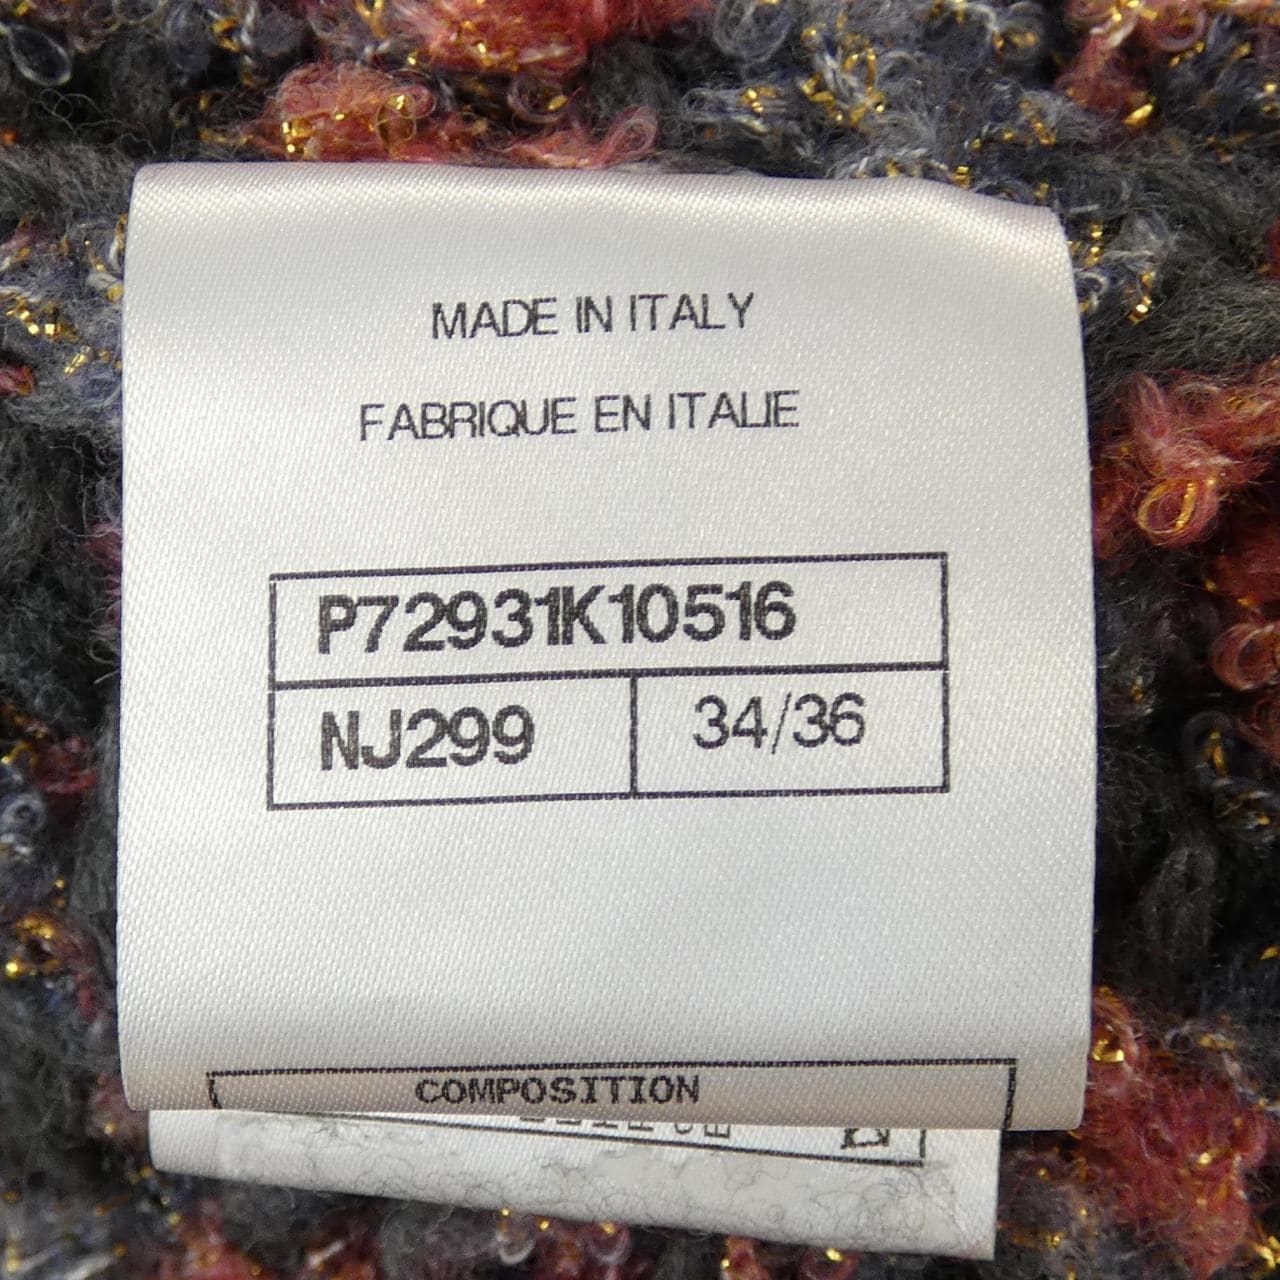 MADE IN ITALY
FABRIQUE EN ITALIE
P72931K10516
NJ299
34/36
COMPOSITION